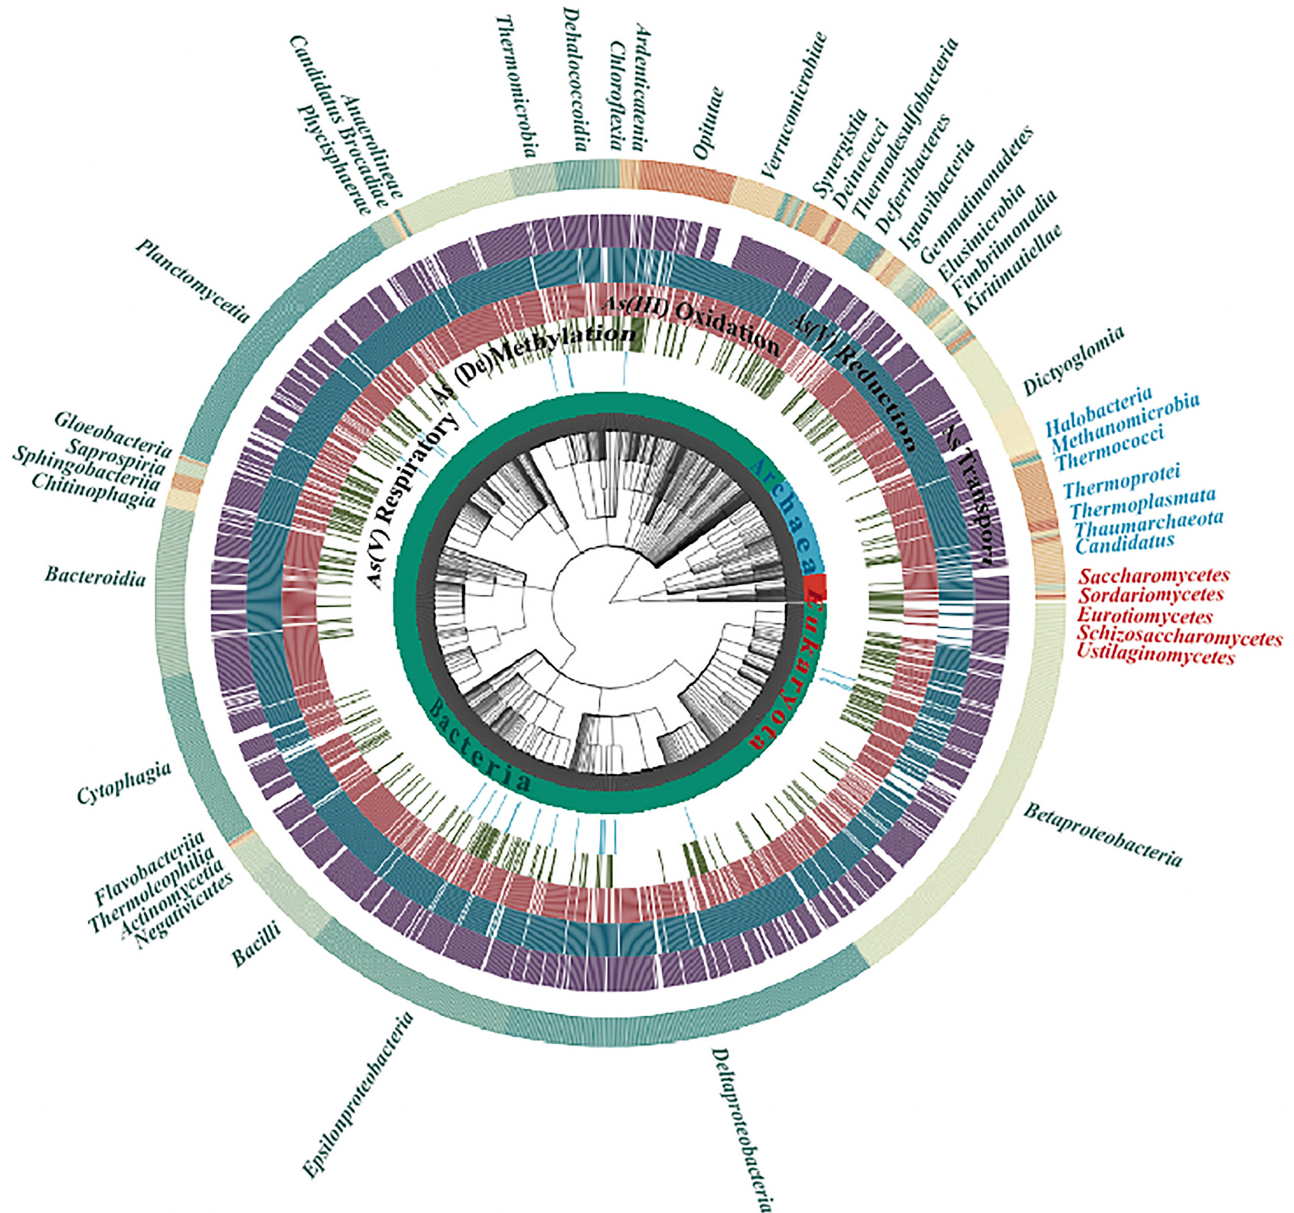 Phycisphaerae
Candidatus Brocadiae
Anaerolineae
Thermomicrobia
Dehalococcoidia
Chloroflexia
Ardenticatenia
Opitutae
Verrucomicrobiae
Synergistia
Deinococci
Thermodesulfobacteria
Deferribacteres
Ignavibacteria
Gemmatimonadetes
Elusimicrobia
Fimbriimonadia
Kiritimatiellae
Dictyoglomia
Halobacteria
Methanomicrobia
Thermococci
Thermoprotei
Thermoplasmata
Thaumarchaeota
Candidatus
Saccharomycetes
Sordariomycetes
Eurotiomycetes
Schizosaccharomycetes
Ustilaginomycetes
Betaproteobacteria
Deltaproteobacteria
Epsilonproteobacteria
Bacilli
Negativicutes
Actinomycetia
Thermolcophilia
Flavobacteriia
Cytophagia
Bacteroidia
Chitinophagia
Sphingobacteriia
Saprospiria
Gloeobacteria
Planctomycetia
As Transport
As(V) Reduction
As(III) Oxidation
As (De)Methylation
As(V) Respiratory
Archaea
Eukaryota
Bacteria